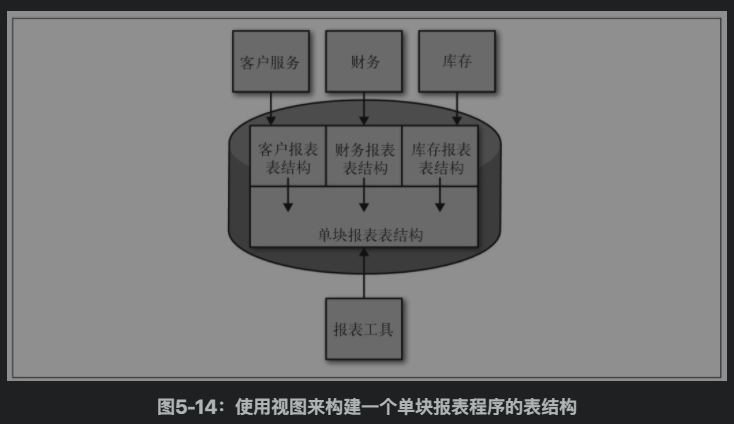 客户服务
财务
库存
客户报表
表结构
财务报表
表结构
库存报表
表结构
单块报表表结构
报表工具
图5-14：使用视图来构建一个单块报表程序的表结构